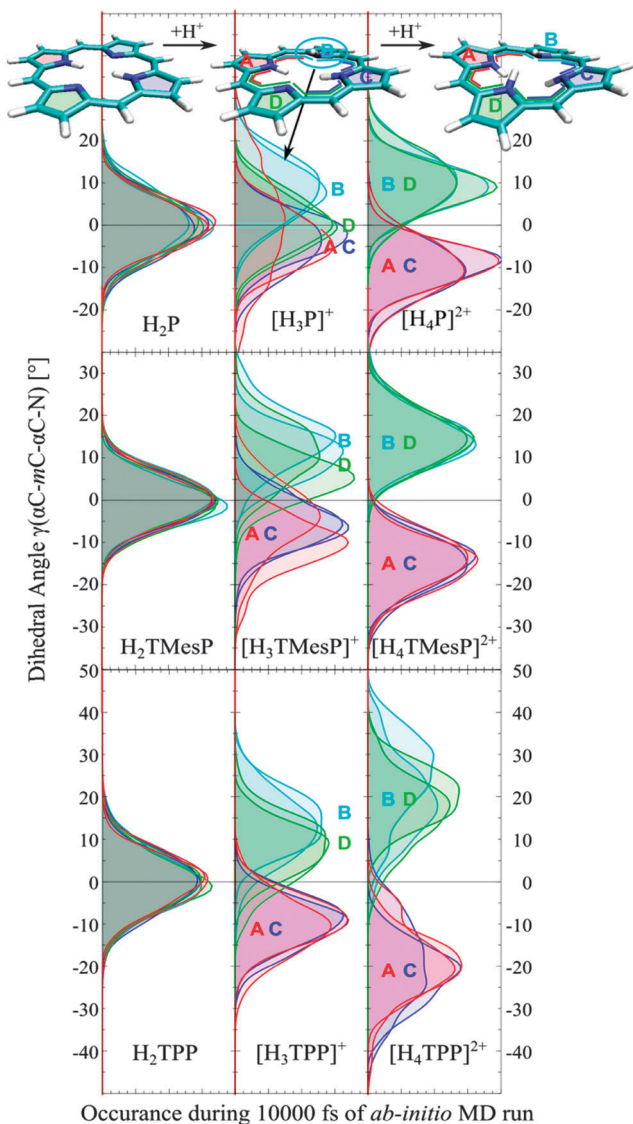 +H⁺ +H⁺
A B C D
A B C D
20 20
10 B B D 10
0 D 0
-10 A C A C -10
-20 -20
H₂P [H₃P]⁺ [H₄P]²⁺
30 30
20 20
10 B B D 10
D
0 0
-10 A C A C -10
-20 -20
-30 -30
H₂TMesP [H₃TMesP]⁺ [H₄TMesP]²⁺
50 50
40 40
30 30
20 B B D 20
10 D 10
0 0
-10 A C -10
-20 A C -20
-30 -30
-40 -40
H₂TPP [H₃TPP]⁺ [H₄TPP]²⁺
Dihedral Angle γ(αC-mC-αC-N) [°]
Occurance during 10000 fs of ab-initio MD run